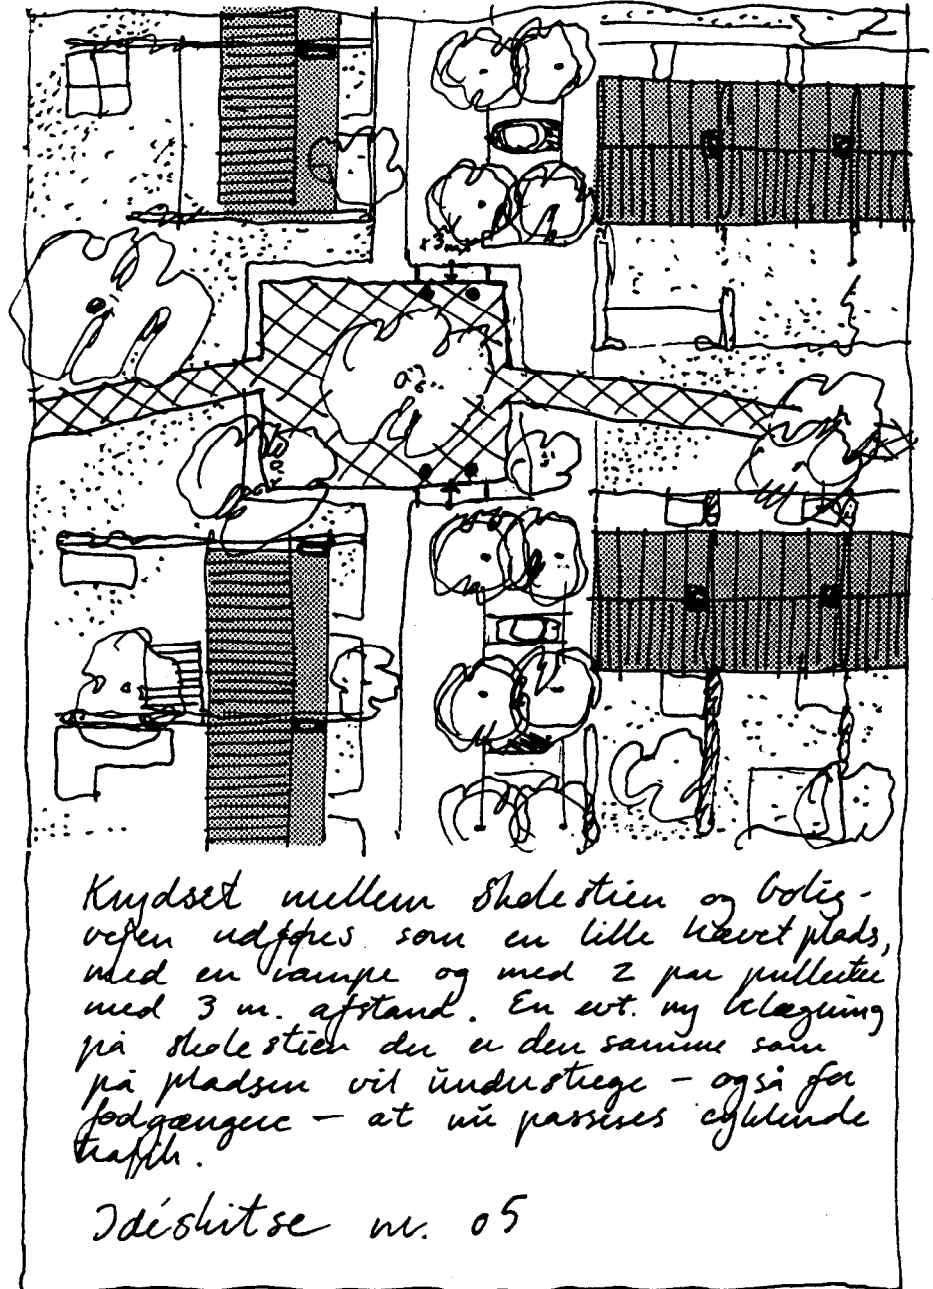 ±3m
Krydset mellem skolestien og bolig-
vejen udføres som en lille hævet plads,
med en rampe og med 2 par pullerter
med 3 m. afstand. En evt. ny belægning
på skolestien der er den samme som
på pladsen vil understrege - også for
fodgængere - at nu passeres cyklende
trafik.
Idéskitse nr. 05